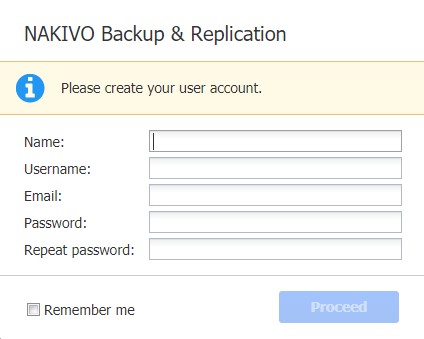 NAKIVO Backup & Replication
Please create your user account.
Name:
Username:
Email:
Password:
Repeat password:
Remember me
Proceed